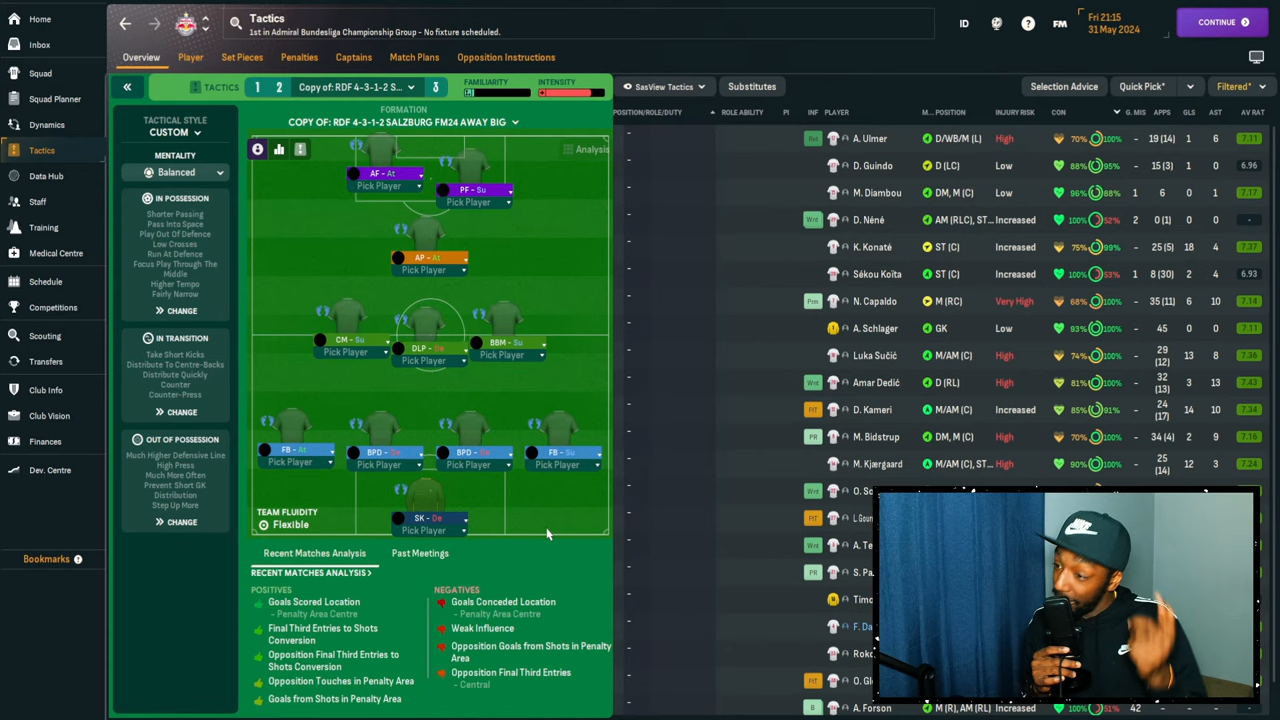 Home
Inbox
Squad
Squad Planner
Dynamics
Tactics
Data Hub
Staff
Training
Medical Centre
Schedule
Competitions
Scouting
Transfers
Club Info
Club Vision
Finances
Dev. Centre
Bookmarks
Tactics
1st in Admiral Bundesliga Championship Group - No fixture scheduled.
ID
FM
Fri 21:15
31 May 2024
CONTINUE
Overview
Player
Set Pieces
Penalties
Captains
Match Plans
Opposition Instructions
TACTICS
1
2
Copy of: RDF 4-3-1-2 S...
3
FAMILIARITY
INTENSITY
TACTICAL STYLE
CUSTOM
MENTALITY
Balanced
IN POSSESSION
Shorter Passing
Pass Into Space
Play Out Of Defence
Low Crosses
Run At Defence
Focus Play Through The
Middle
Higher Tempo
Fairly Narrow
CHANGE
IN TRANSITION
Take Short Kicks
Distribute To Centre-Backs
Distribute Quickly
Counter
Counter-Press
CHANGE
OUT OF POSSESSION
Much Higher Defensive Line
High Press
Much More Often
Prevent Short GK
Distribution
Step Up More
CHANGE
FORMATION
COPY OF: RDF 4-3-1-2 SALZBURG FM24 AWAY BIG
Analysis
AF - At
Pick Player
PF - Su
Pick Player
AP - At
Pick Player
CM - Su
Pick Player
DLP - De
Pick Player
BBM - Su
Pick Player
FB - At
Pick Player
BPD - De
Pick Player
BPD - De
Pick Player
FB - Su
Pick Player
SK - De
Pick Player
TEAM FLUIDITY
Flexible
Recent Matches Analysis
Past Meetings
RECENT MATCHES ANALYSIS>
POSITIVES
Goals Scored Location
- Penalty Area Centre
Final Third Entries to Shots
Conversion
Opposition Final Third Entries to
Shots Conversion
Opposition Touches in Penalty Area
Goals from Shots in Penalty Area
NEGATIVES
Goals Conceded Location
- Penalty Area Centre
Weak Influence
Opposition Goals from Shots in Penalty
Area
Opposition Final Third Entries
- Central
SasView Tactics
Substitutes
Selection Advice
Quick Pick*
Filtered*
POSITION/ROLE/DUTY
ROLE ABILITY
PI
INF
PLAYER
M... POSITION
INJURY RISK
CON
G. MIS
APPS
GLS
AST
AV RAT
A. Ulmer D/WB/M (L) High 70% 100% - 19 (14) 1 6
D. Guindo D (LC) Low 88% 95% - 15 (3) 1 0 6.96
M. Diambou DM, M (C) Low 96% 88% - 1 0 7.17
Wnt D. Néné AM (RLC), ST... Increased 100% 52% 2 0 (1) 0 0 -
K. Konaté ST (C) Increased 75% 99% - 25 (5) 18 4 7.37
Sékou Koïta ST (C) Increased 100% 53% - 8 (30) 2 4 6.93
N. Capaldo M (RC) Very High 68% 100% - 35 (11) 6 10 7.14
A. Schlager GK Low 93% 100% - 45 0 0 7.11
Luka Sučić M/AM (C) High 74% 100% - 8 7.36
Wnt Amar Dedić D (RL) High 81% 100% - 32 (13) 3 13 7.43
D. Kameri M/AM (C) Increased 85% 91% - 24 (17) 14 10 7.34
PR M. Bidstrup DM, M (C) High 70% 100% - 34 (4) 2 9 7.16
M. Kjærgård M/AM (C), ST... High 90% 100% - 25 (14) 12 3 7.24
Wnt
Wnt
PR
B A. Forson M (R), AM (R) Increased 100% 51% 42 - - - -